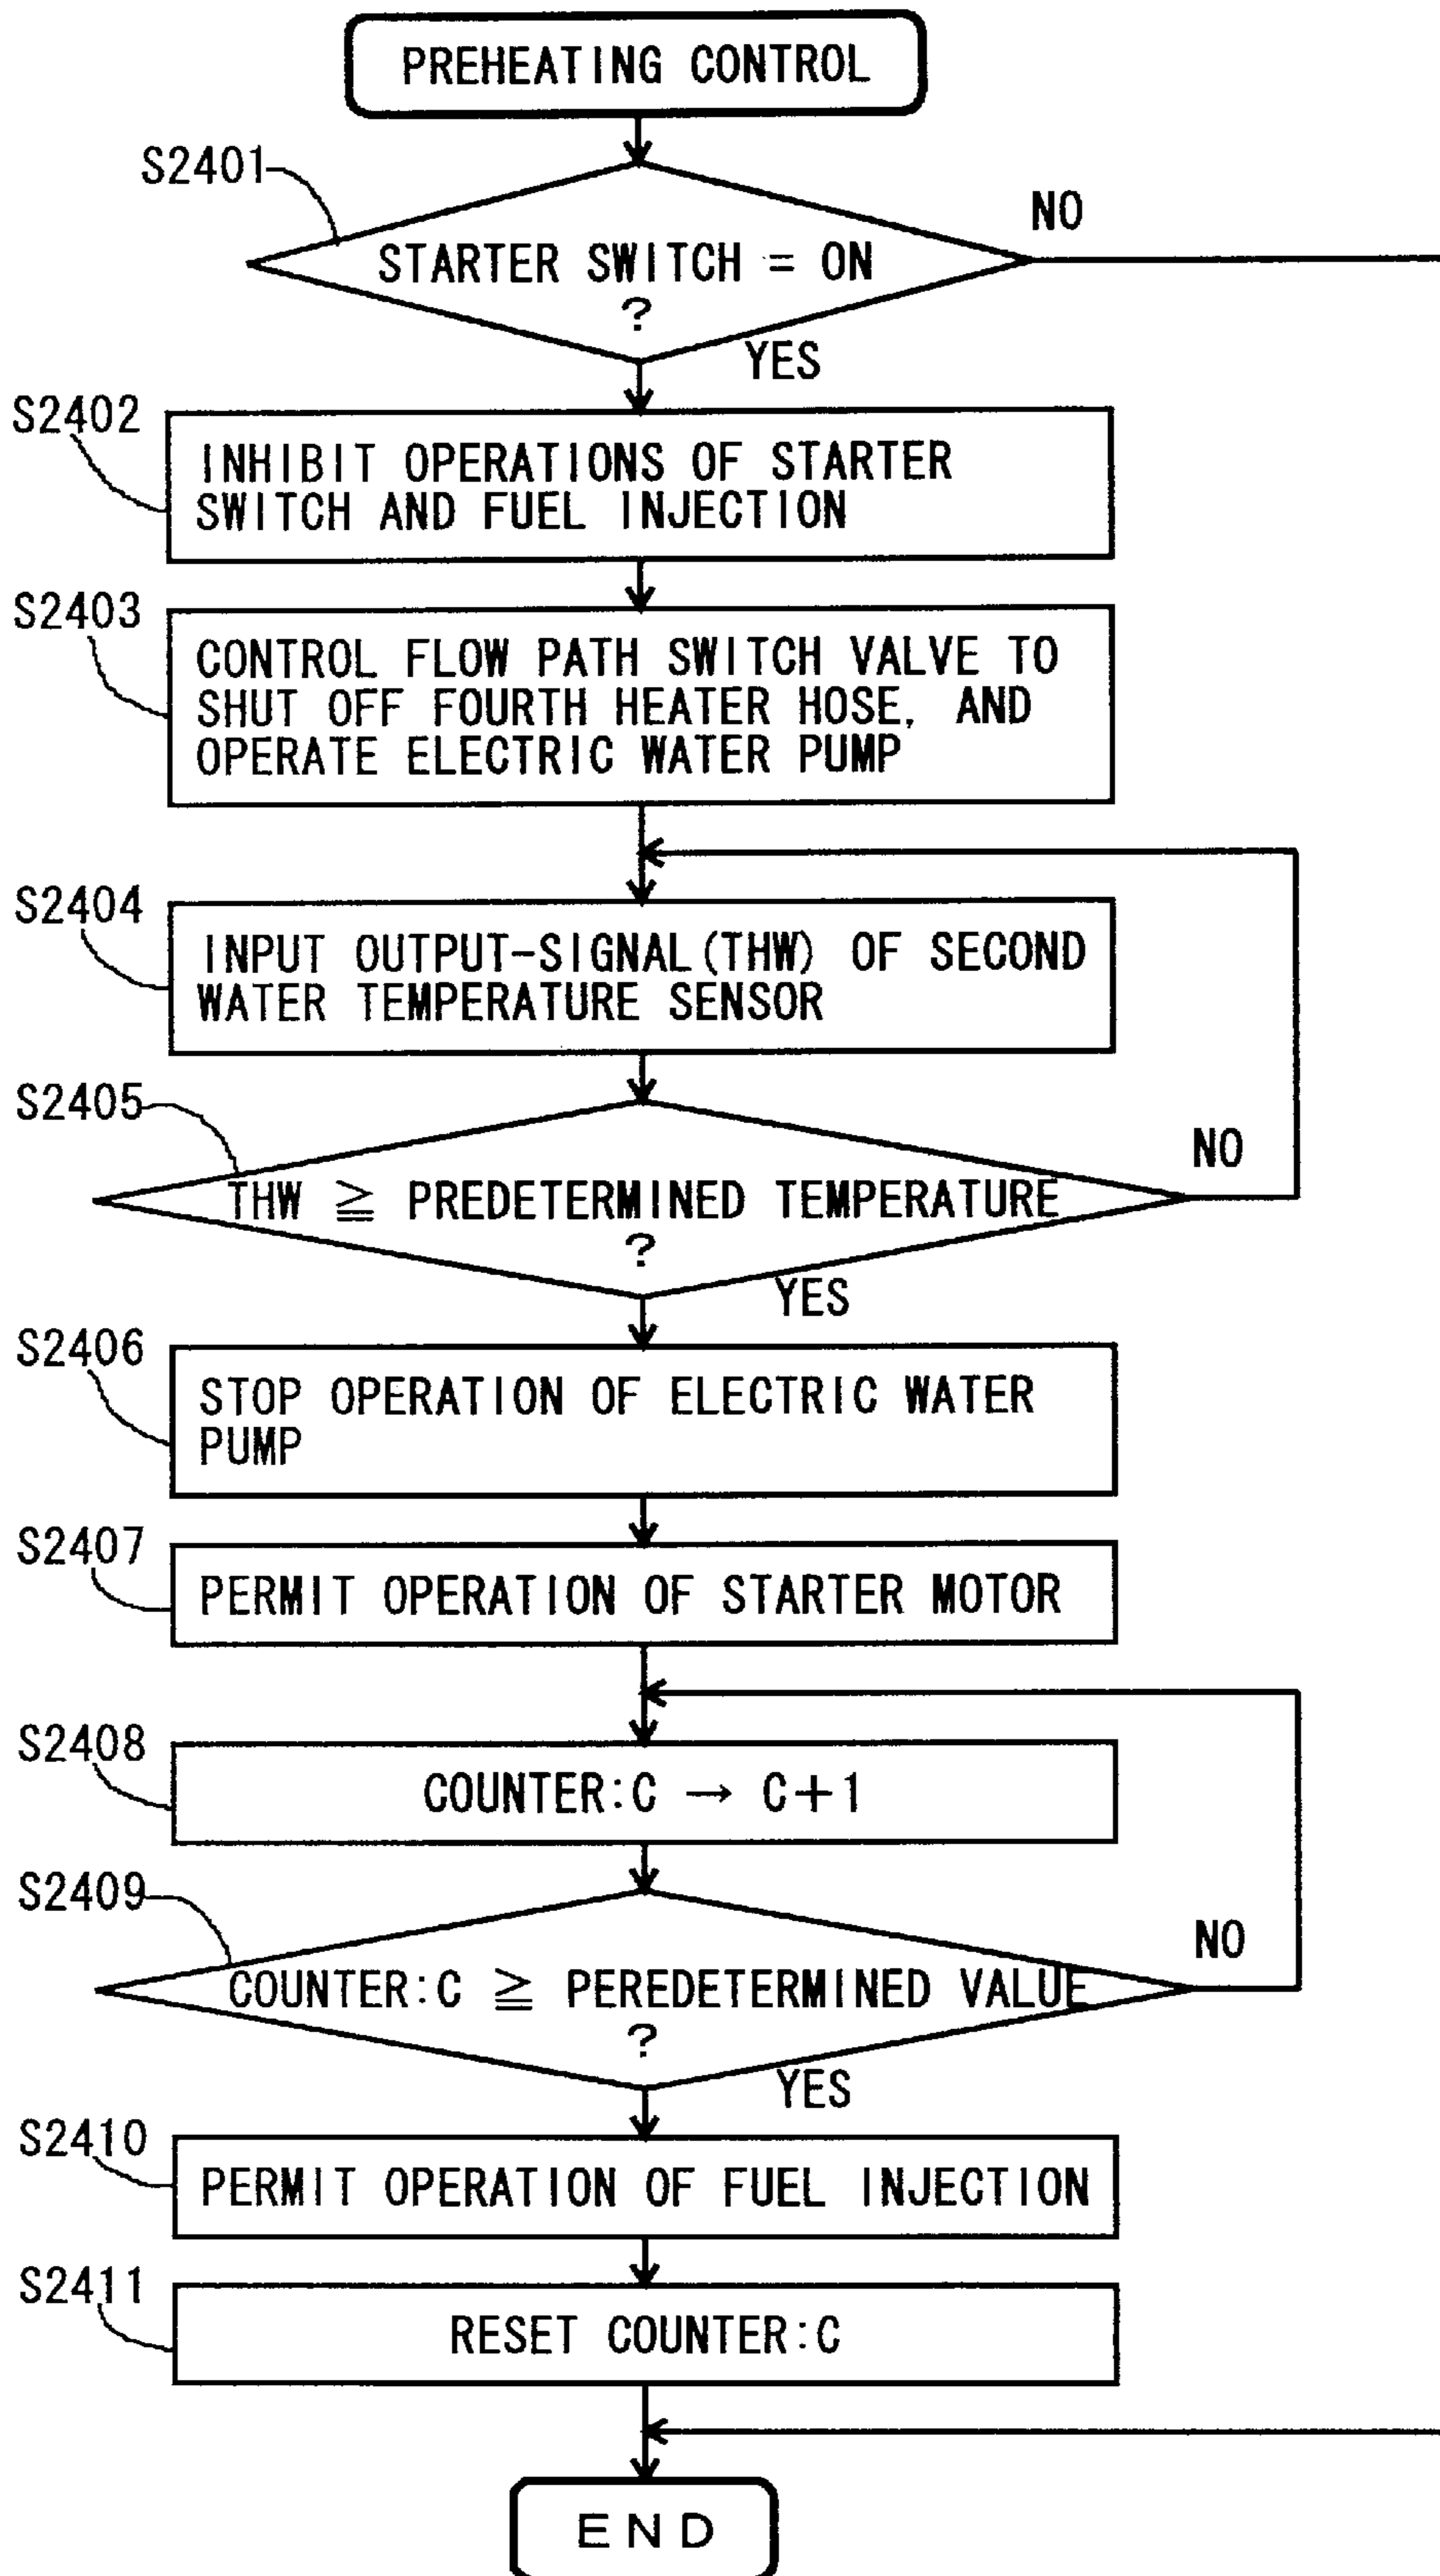 PREHEATING CONTROL
S2401
NO
STARTER SWITCH = ON
?
YES
S2402
INHIBIT OPERATIONS OF STARTER
SWITCH AND FUEL INJECTION
S2403
CONTROL FLOW PATH SWITCH VALVE TO
SHUT OFF FOURTH HEATER HOSE, AND
OPERATE ELECTRIC WATER PUMP
S2404
INPUT OUTPUT-SIGNAL(THW) OF SECOND
WATER TEMPERATURE SENSOR
S2405
NO
THW ≧ PREDETERMINED TEMPERATURE
?
YES
S2406
STOP OPERATION OF ELECTRIC WATER
PUMP
S2407
PERMIT OPERATION OF STARTER MOTOR
S2408
COUNTER:C → C+1
S2409
NO
COUNTER:C ≧ PEREDETERMINED VALUE
?
YES
S2410
PERMIT OPERATION OF FUEL INJECTION
S2411
RESET COUNTER:C
END